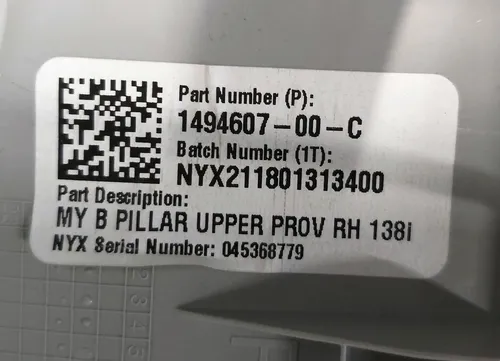 Part Number (P):
1494607-00-C
Batch Number (1T):
NYX211801313400
Part Description:
MY B PILLAR UPPER PROV RH 138i
NYX Serial Number: 045368779